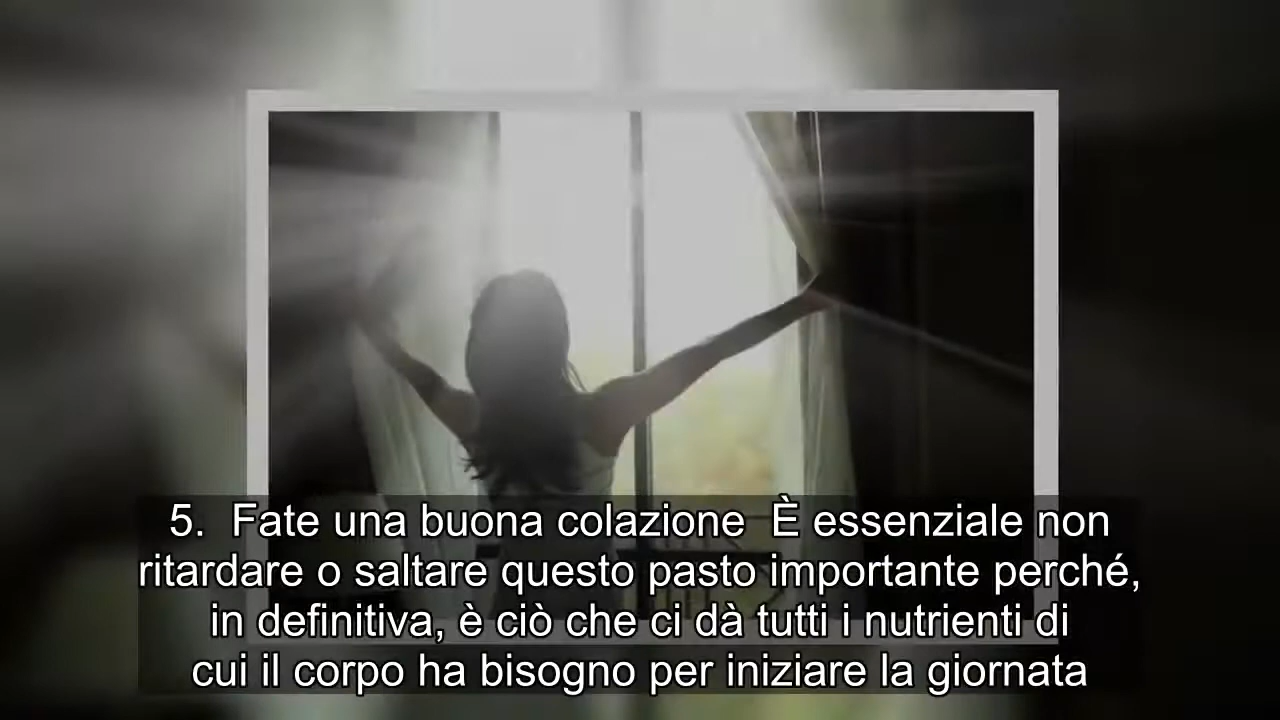 5.  Fate una buona colazione  È essenziale non
ritardare o saltare questo pasto importante perché,
in definitiva, è ciò che ci dà tutti i nutrienti di
cui il corpo ha bisogno per iniziare la giornata